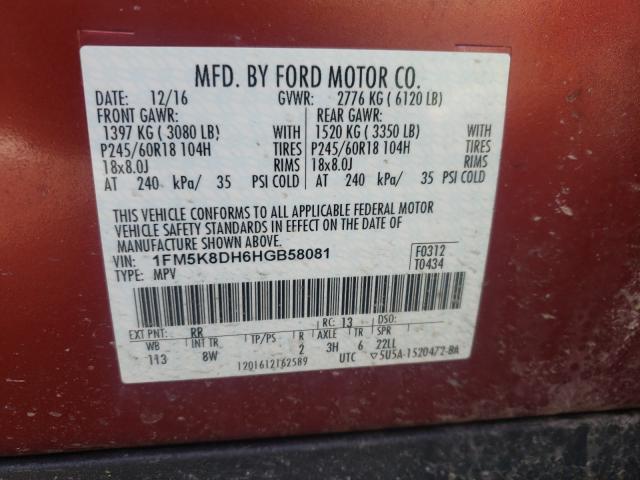 MFD. BY FORD MOTOR CO.
DATE: 12/16 GVWR: 2776 KG ( 6120 LB)
FRONT GAWR: REAR GAWR:
1397 KG ( 3080 LB) WITH 1520 KG ( 3350 LB) WITH
P245/60R18 104H TIRES P245/60R18 104H TIRES
18x8.0J RIMS 18x8.0J RIMS
AT 240 kPa/ 35 PSI COLD AT 240 kPa/ 35 PSI COLD
THIS VEHICLE CONFORMS TO ALL APPLICABLE FEDERAL MOTOR
VEHICLE SAFETY STANDARDS IN EFFECT ON THE DATE OF
MANUFACTURE SHOWN ABOVE.
VIN: 1FM5K8DH6HGB58081 F0312
TYPE: MPV T0434
EXT PNT: RR RC: 13 DSO:
WB INT TR TP/PS R AXLE TR SPR
113 8W 2 3H 6 22LL
1201612162589 UTC ▽5U5A-1520472-BA